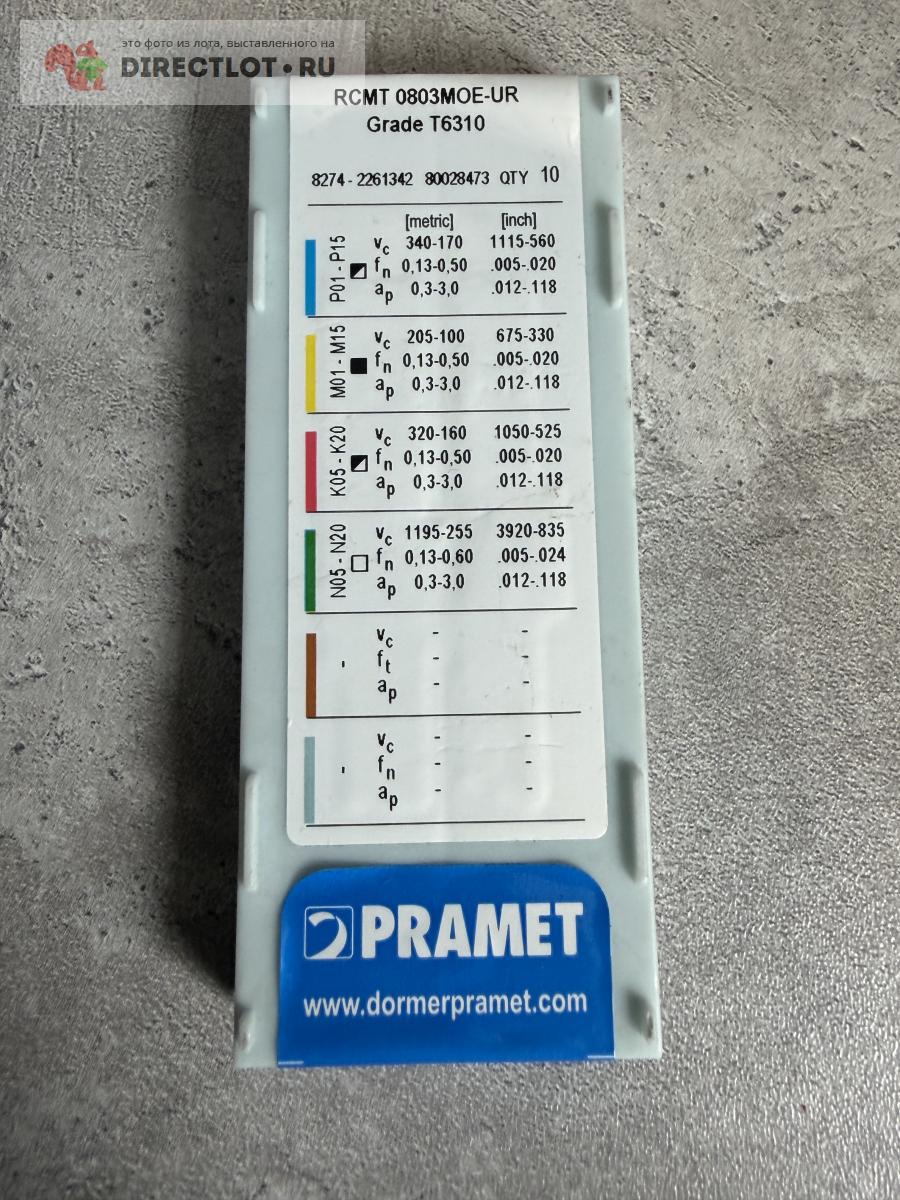 это фото из лота, выставленного на
DIRECTLOT.RU
RCMT 0803MOE-UR
Grade T6310
8274 - 2261342 80028473 QTY 10
[metric] [inch]
P01 - P15
vc 340-170 1115-560
fn 0,13-0,50 .005-.020
ap 0,3-3,0 .012-.118
M01 - M15
vc 205-100 675-330
fn 0,13-0,50 .005-.020
ap 0,3-3,0 .012-.118
K05 - K20
vc 320-160 1050-525
fn 0,13-0,50 .005-.020
ap 0,3-3,0 .012-.118
N05 - N20
vc 1195-255 3920-835
fn 0,13-0,60 .005-.024
ap 0,3-3,0 .012-.118
vc - -
ft - -
ap - -
vc - -
fn - -
ap - -
PRAMET
www.dormerpramet.com